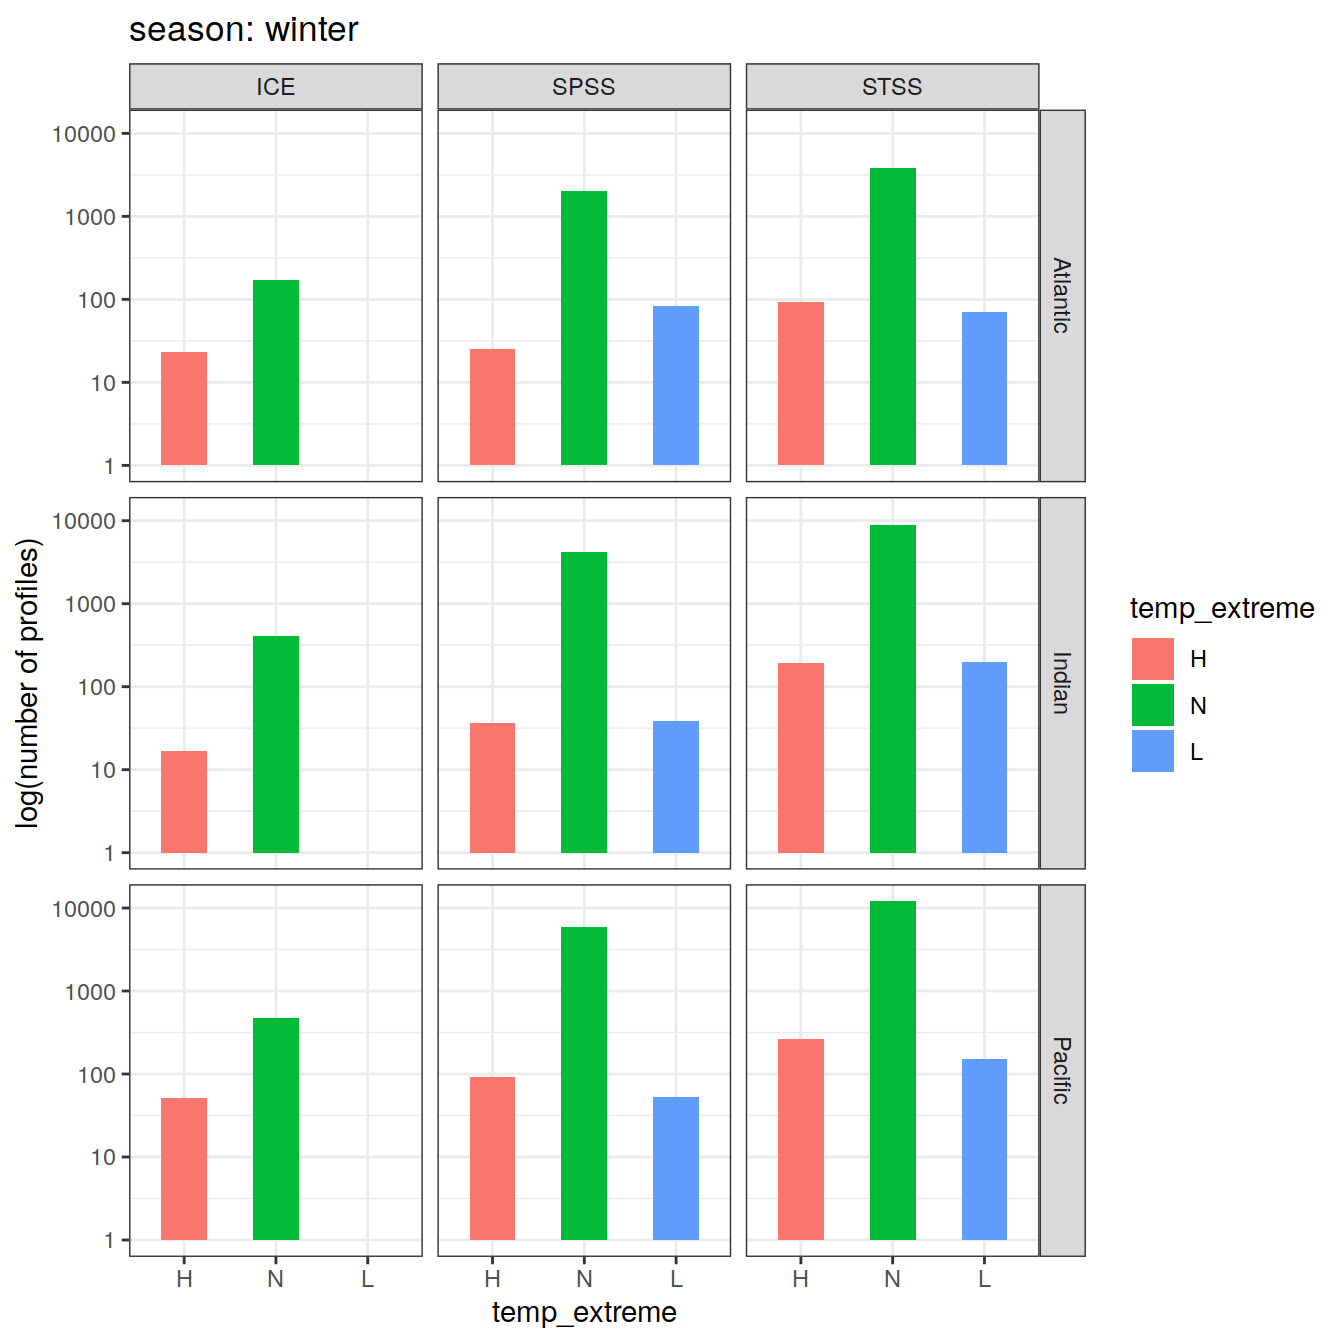 season: winter
ICE SPSS STSS
10000
1000
100
10
1
Atlantic
10000
1000
100
10
1
Indian
10000
1000
100
10
1
Pacific
H N L H N L H N L
temp_extreme
log(number of profiles)
temp_extreme
H
N
L